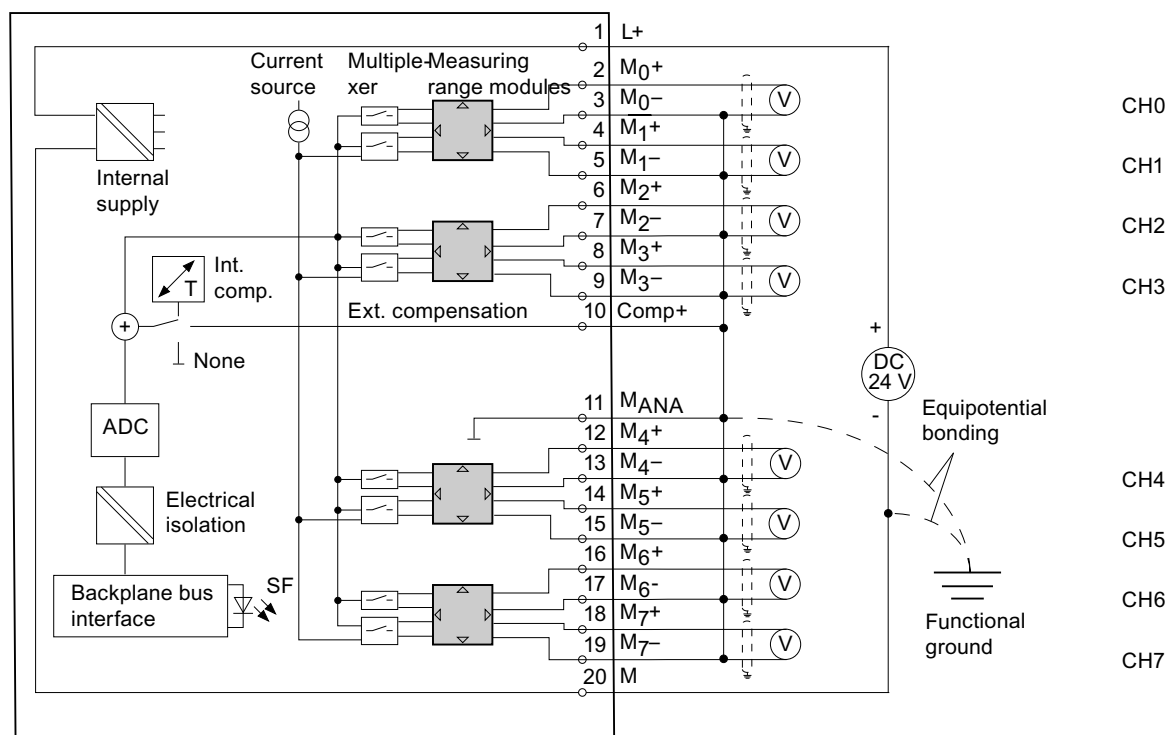 1 L+
Current source
Multiple-xer
Measuring range modules
2 M0+
3 M0–
CH0
4 M1+
5 M1–
CH1
Internal supply
6 M2+
7 M2–
CH2
8 M3+
9 M3–
CH3
T
Int. comp.
10 Comp+
Ext. compensation
+
None
+
DC 24 V
-
11 MANA
Equipotential bonding
ADC
12 M4+
13 M4–
CH4
14 M5+
15 M5–
CH5
Electrical isolation
16 M6+
17 M6-
CH6
18 M7+
19 M7–
CH7
Backplane bus interface
SF
Functional ground
20 M
V
V
V
V
V
V
V
V